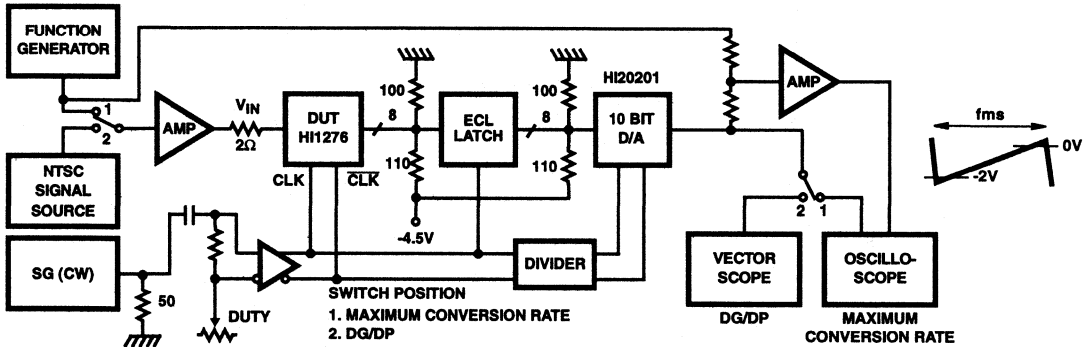 FUNCTION
GENERATOR
1
2
NTSC
SIGNAL
SOURCE
SG (CW)
50
AMP
VIN
2Ω
DUT
HI1276
CLK
CLK
8
100
110
-4.5V
ECL
LATCH
8
100
110
HI20201
10 BIT
D/A
DUTY
DIVIDER
SWITCH POSITION
1. MAXIMUM CONVERSION RATE
2. DG/DP
AMP
2
1
VECTOR
SCOPE
DG/DP
OSCILLO-
SCOPE
MAXIMUM
CONVERSION RATE
fms
0V
-2V